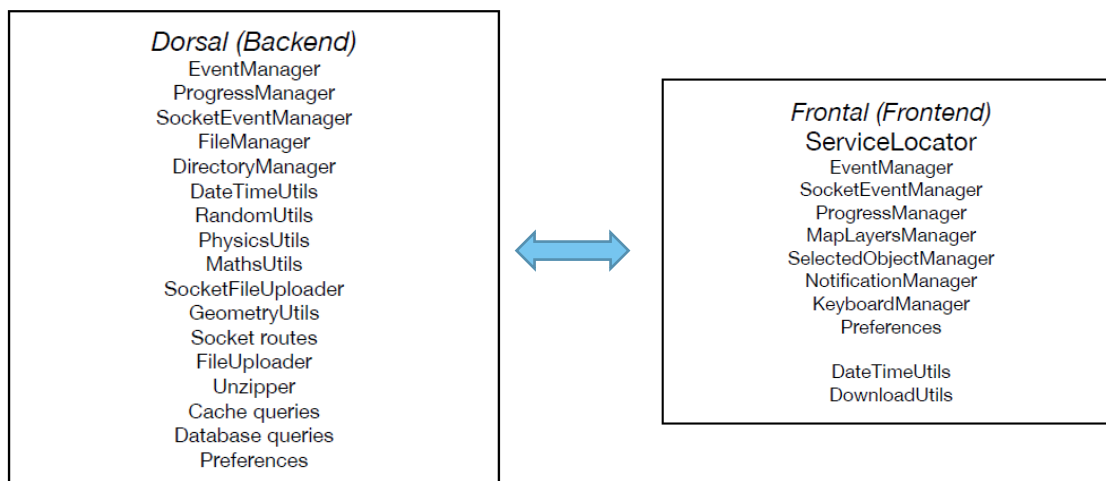 Dorsal (Backend)
EventManager
ProgressManager
SocketEventManager
FileManager
DirectoryManager
DateTimeUtils
RandomUtils
PhysicsUtils
MathsUtils
SocketFileUploader
GeometryUtils
Socket routes
FileUploader
Unzipper
Cache queries
Database queries
Preferences
Frontal (Frontend)
ServiceLocator
EventManager
SocketEventManager
ProgressManager
MapLayersManager
SelectedObjectManager
NotificationManager
KeyboardManager
Preferences
DateTimeUtils
DownloadUtils